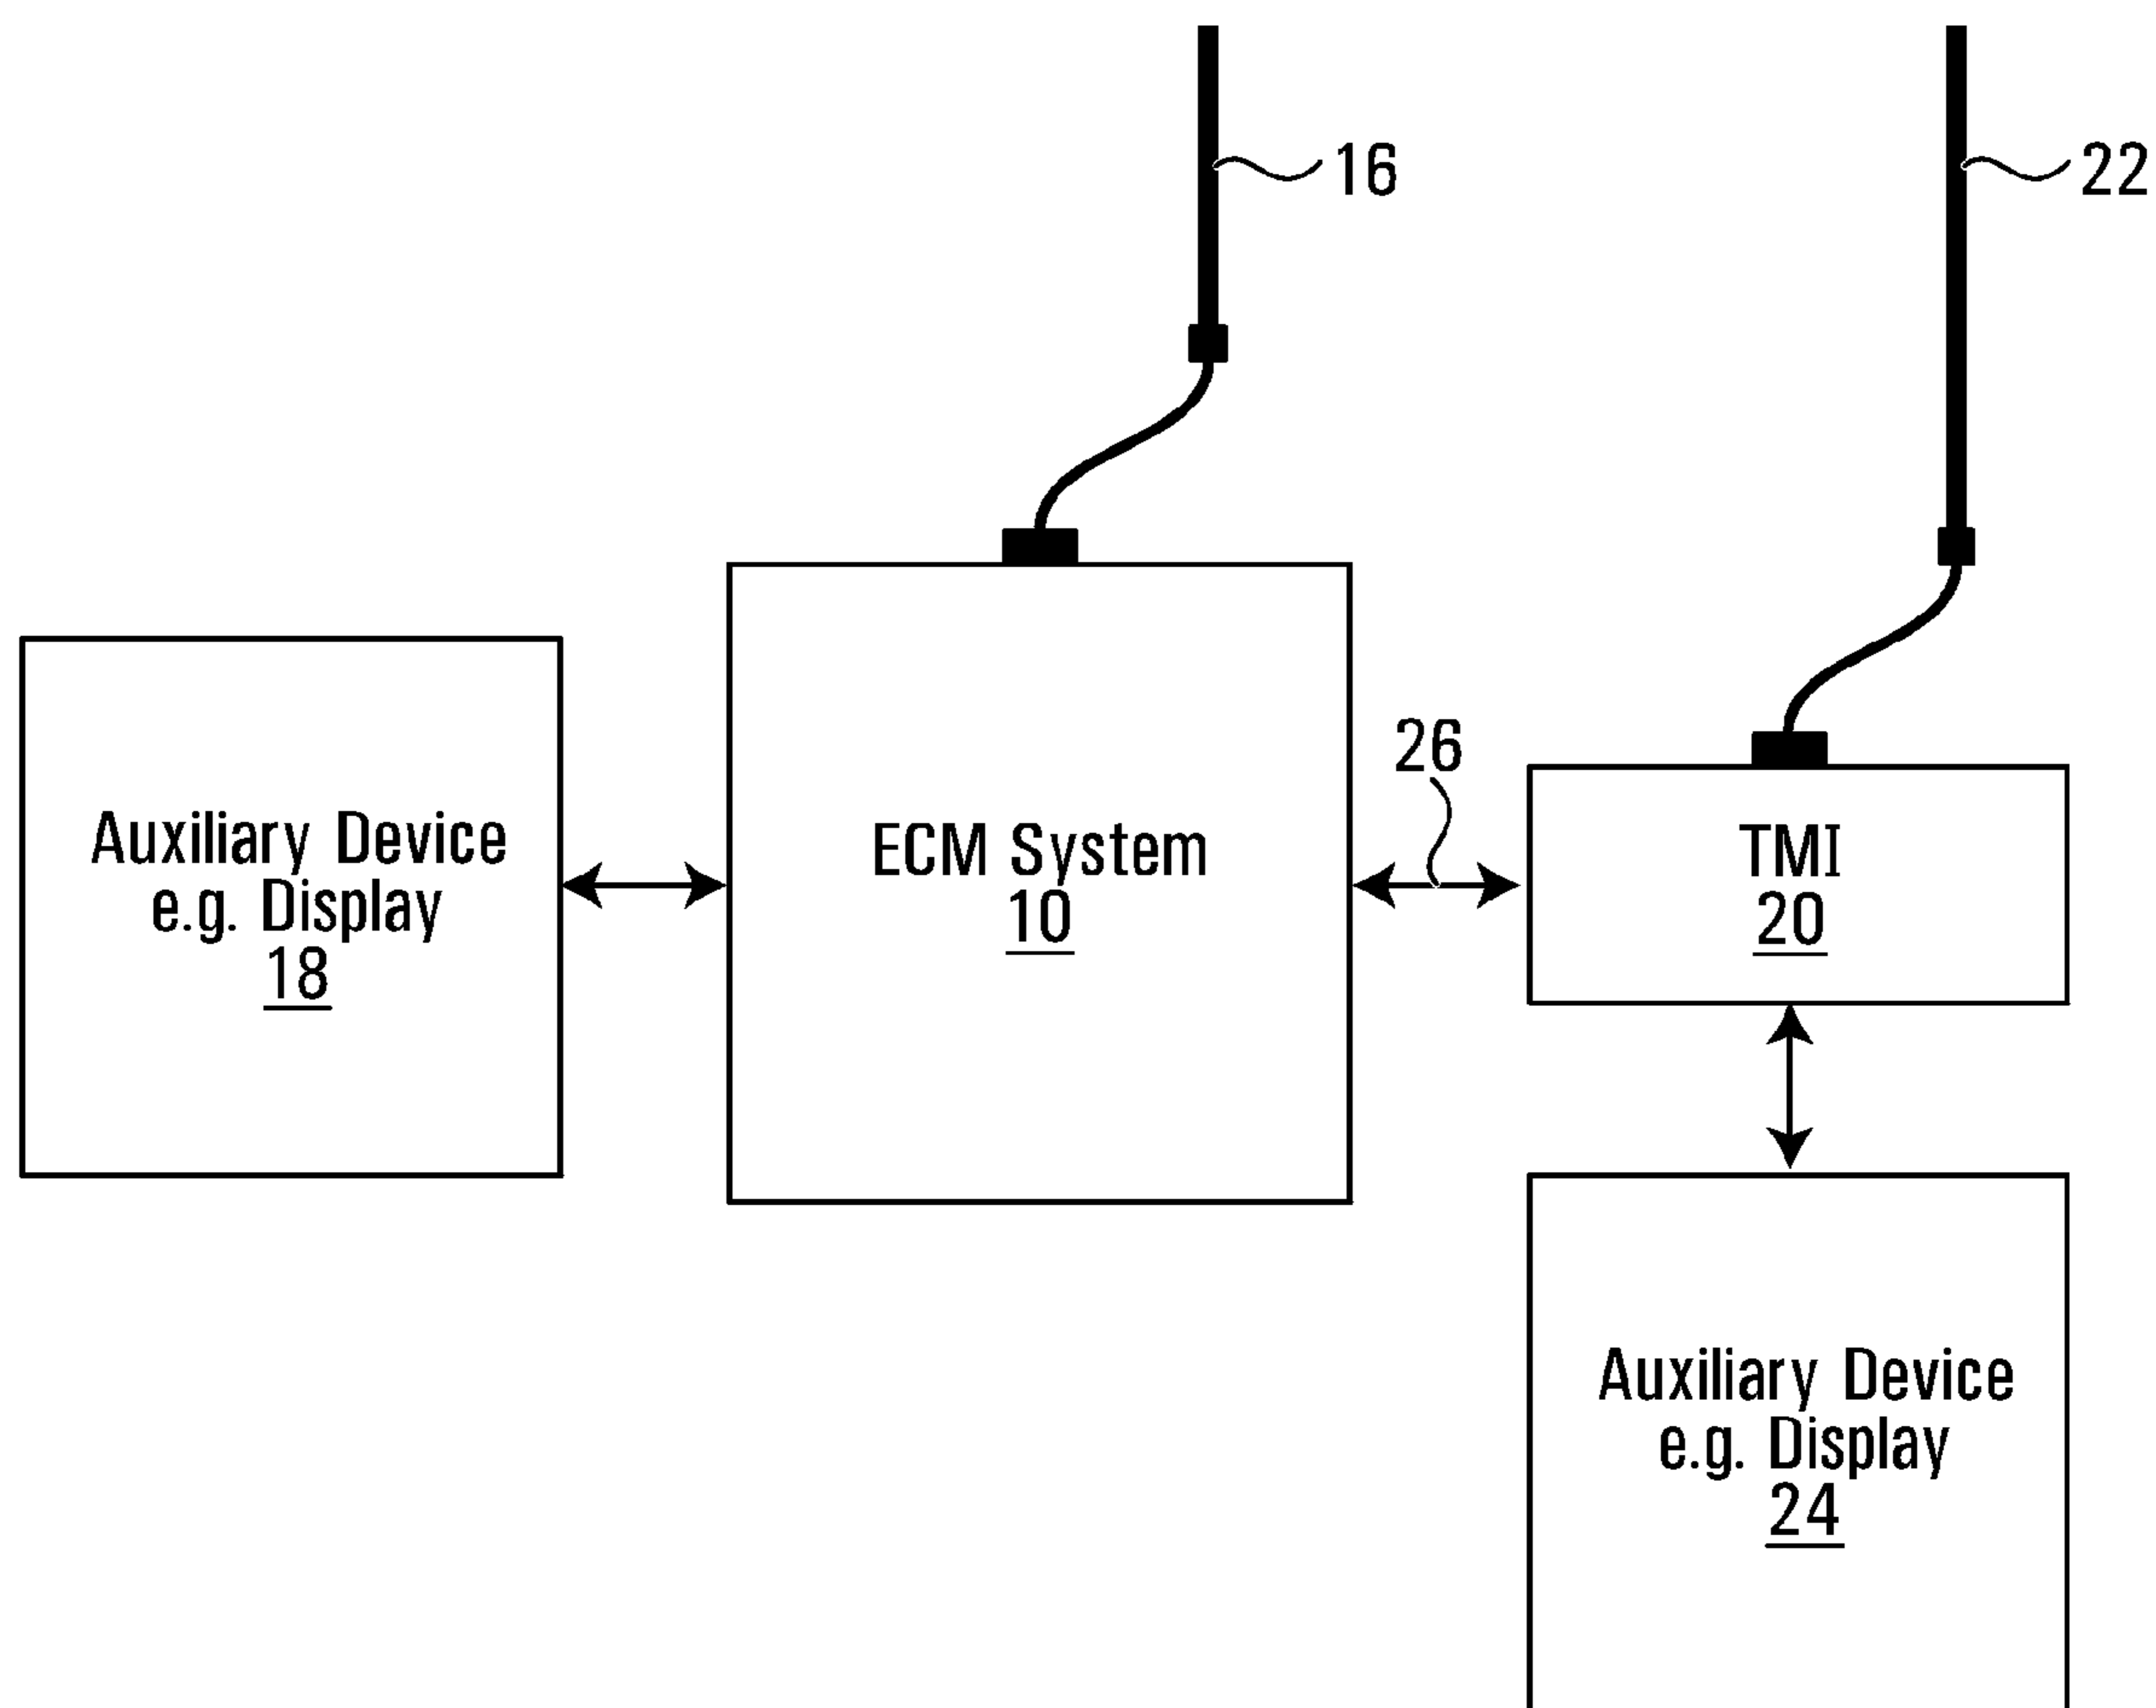 16
22
26
Auxiliary Device
e.g. Display
18
ECM System
10
TMI
20
Auxiliary Device
e.g. Display
24